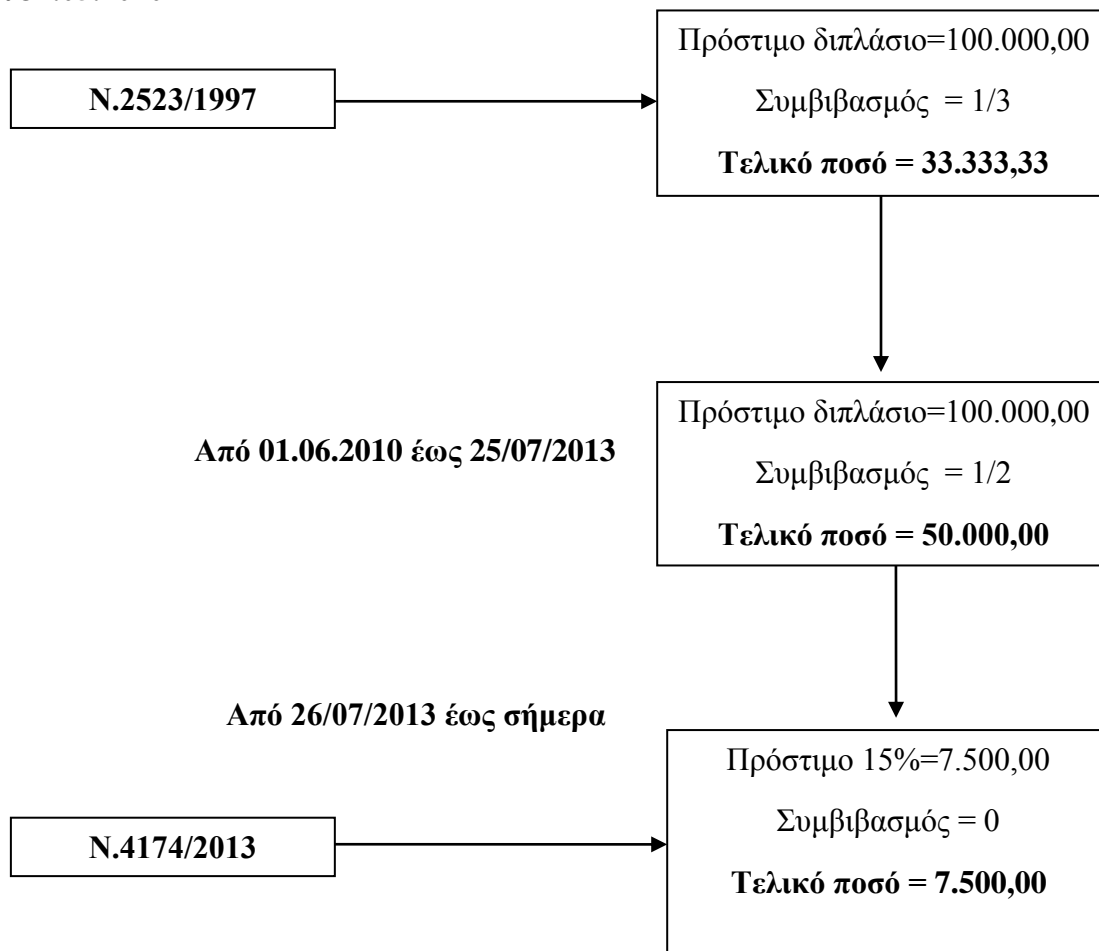 Πρόστιμο διπλάσιο=100.000,00
Ν.2523/1997
Συμβιβασμός = 1/3
Τελικό ποσό = 33.333,33
Πρόστιμο διπλάσιο=100.000,00
Από 01.06.2010 έως 25/07/2013
Συμβιβασμός = 1/2
Τελικό ποσό = 50.000,00
Από 26/07/2013 έως σήμερα
Πρόστιμο 15%=7.500,00
Συμβιβασμός = 0
Ν.4174/2013
Τελικό ποσό = 7.500,00